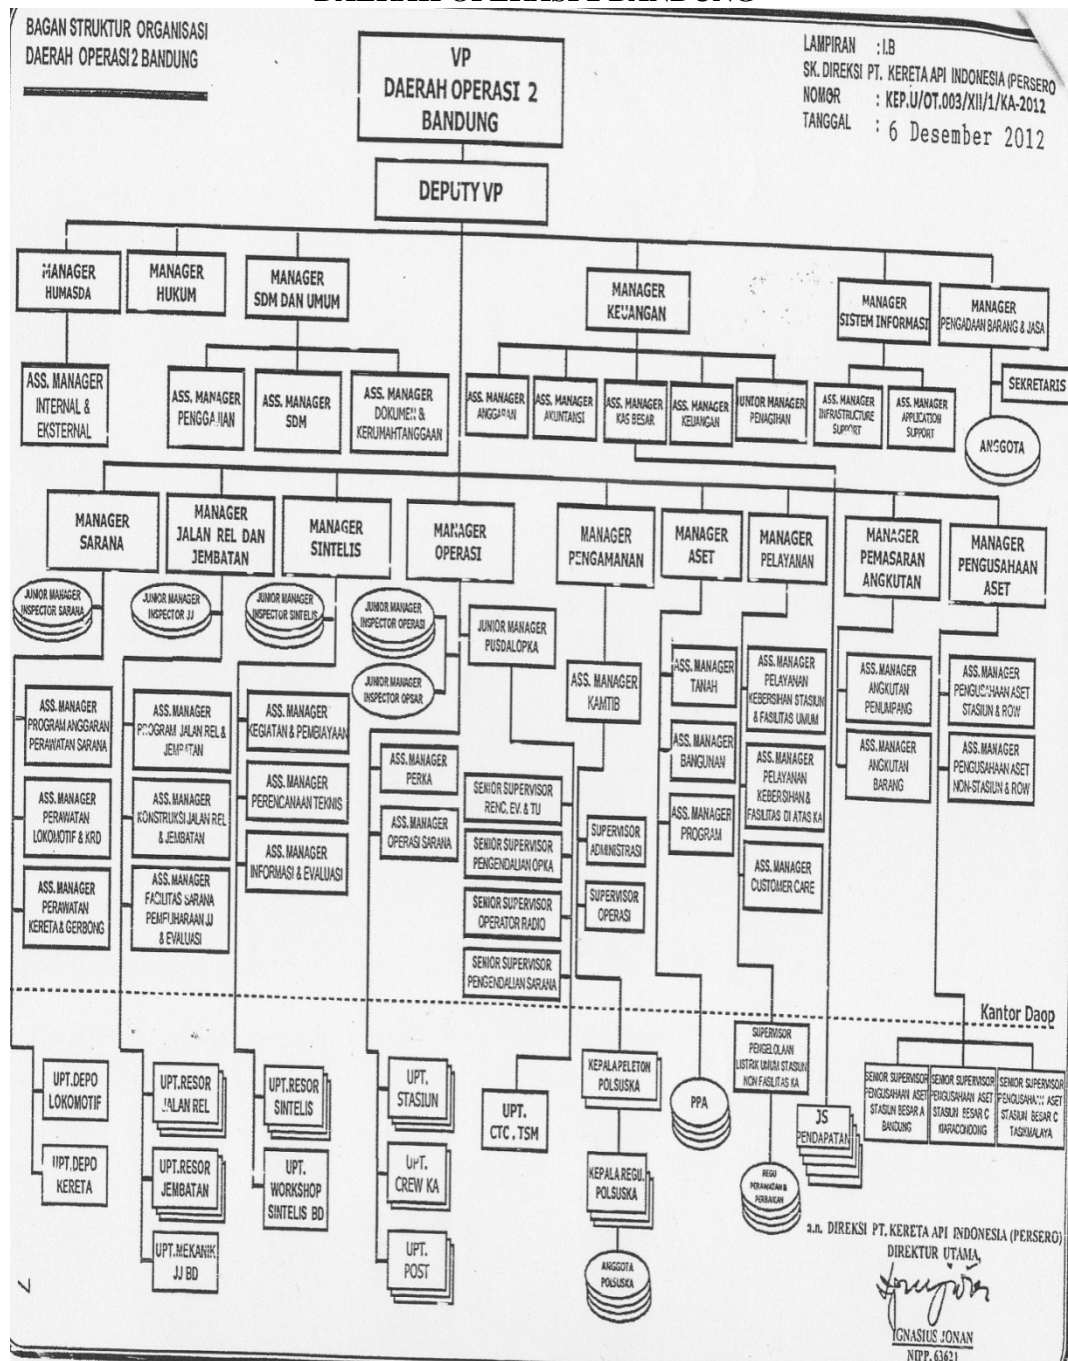 DAERAH OPERASI 2 BANDUNG
BAGAN STRUKTUR ORGANISASI
DAERAH OPERASI 2 BANDUNG
LAMPIRAN : I.B
SK. DIREKSI PT. KERETA API INDONESIA (PERSERO
NOMOR : KEP.U/OT.003/XII/1/KA-2012
TANGGAL : 6 Desember 2012
VP
DAERAH OPERASI 2
BANDUNG
DEPUTY VP
MANAGER
HUMASDA
MANAGER
HUKUM
MANAGER
SDM DAN UMUM
MANAGER
KEUANGAN
MANAGER
SISTEM INFORMASI
MANAGER
PENGADAAN BARANG & JASA
ASS. MANAGER
INTERNAL &
EKSTERNAL
ASS. MANAGER
PENGGAJIAN
ASS. MANAGER
SDM
ASS. MANAGER
DOKUMEN &
KERUMAHTANGGAAN
ASS. MANAGER
ANGGARAN
ASS. MANAGER
AKUNTANSI
ASS. MANAGER
KAS BESAR
ASS. MANAGER
KEUANGAN
JUNIOR MANAGER
PENAGIHAN
ASS. MANAGER
INFRASTRUCTURE
SUPPORT
ASS. MANAGER
APPLICATION
SUPPORT
SEKRETARIS
ANGGOTA
MANAGER
SARANA
MANAGER
JALAN REL DAN
JEMBATAN
MANAGER
SINTELIS
MANAGER
OPERASI
MANAGER
PENGAMANAN
MANAGER
ASET
MANAGER
PELAYANAN
MANAGER
PEMASARAN
ANGKUTAN
MANAGER
PENGUSAHAAN
ASET
JUNIOR MANAGER
INSPECTOR SARANA
JUNIOR MANAGER
INSPECTOR JJ
JUNIOR MANAGER
INSPECTOR SINTELIS
JUNIOR MANAGER
INSPECTOR OPERASI
JUNIOR MANAGER
INSPECTOR OPSAR
JUNIOR MANAGER
PUSDALOPKA
ASS. MANAGER
KAMTIB
ASS. MANAGER
TANAH
ASS. MANAGER
BANGUNAN
ASS. MANAGER
PROGRAM
ASS. MANAGER
PELAYANAN
KEBERSIHAN STASIUN
& FASILITAS UMUM
ASS. MANAGER
PELAYANAN
KEBERSIHAN &
FASILITAS DI ATAS KA
ASS. MANAGER
CUSTOMER CARE
ASS. MANAGER
ANGKUTAN
PENUMPANG
ASS. MANAGER
ANGKUTAN
BARANG
ASS. MANAGER
PENGUSAHAAN ASET
STASIUN & ROW
ASS. MANAGER
PENGUSAHAAN ASET
NON-STASIUN & ROW
ASS. MANAGER
PROGRAM ANGGARAN
PERAWATAN SARANA
ASS. MANAGER
PERAWATAN
LOKOMOTIF & KRD
ASS. MANAGER
PERAWATAN
KERETA & GERBONG
ASS. MANAGER
PROGRAM JALAN REL &
JEMBATAN
ASS. MANAGER
KONSTRUKSI JALAN REL
& JEMBATAN
ASS. MANAGER
FACILITAS SARANA
PEMELIHARAAN JJ
& EVALUASI
ASS. MANAGER
KEGIATAN & PEMBIAYAAN
ASS. MANAGER
PERENCANAAN TEKNIS
ASS. MANAGER
INFORMASI & EVALUASI
ASS. MANAGER
PERKA
ASS. MANAGER
OPERASI SARANA
SENIOR SUPERVISOR
RENC, EV. & TU
SENIOR SUPERVISOR
PENGENDALIAN OPKA
SENIOR SUPERVISOR
OPERATOR RADIO
SENIOR SUPERVISOR
PENGENDALIAN SARANA
SUPERVISOR
ADMINISTRASI
SUPERVISOR
OPERASI
Kantor Daop
UPT.DEPO
LOKOMOTIF
UPT.DEPO
KERETA
UPT.RESOR
JALAN REL
UPT.RESOR
JEMBATAN
UPT.MEKANIK
JJ BD
UPT.RESOR
SINTELIS
UPT.
WORKSHOP
SINTELIS BD
UPT.
STASIUN
UPT.
CREW KA
UPT.
POST
UPT.
CTC . TSM
KEPALA PELETON
POLSUSKA
KEPALA REGU.
POLSUSKA
ANGGOTA
POLSUSKA
PPA
SUPERVISOR
PENGELOLAAN
LISTRIK UMUM STASIUN
NON FASILITAS KA
REGU
PERAWATAN &
PERBAIKAN
JS
PENDAPATAN
SENIOR SUPERVISOR
PENGUSAHAAN ASET
STASIUN BESAR A
BANDUNG
SENIOR SUPERVISOR
PENGUSAHAAN ASET
STASIUN BESAR C
KIARACONDONG
SENIOR SUPERVISOR
PENGUSAHAAN ASET
STASIUN BESAR C
TASIKMALAYA
a.n. DIREKSI PT. KERETA API INDONESIA (PERSERO)
DIREKTUR UTAMA,
IGNASIUS JONAN
NIPP. 63621